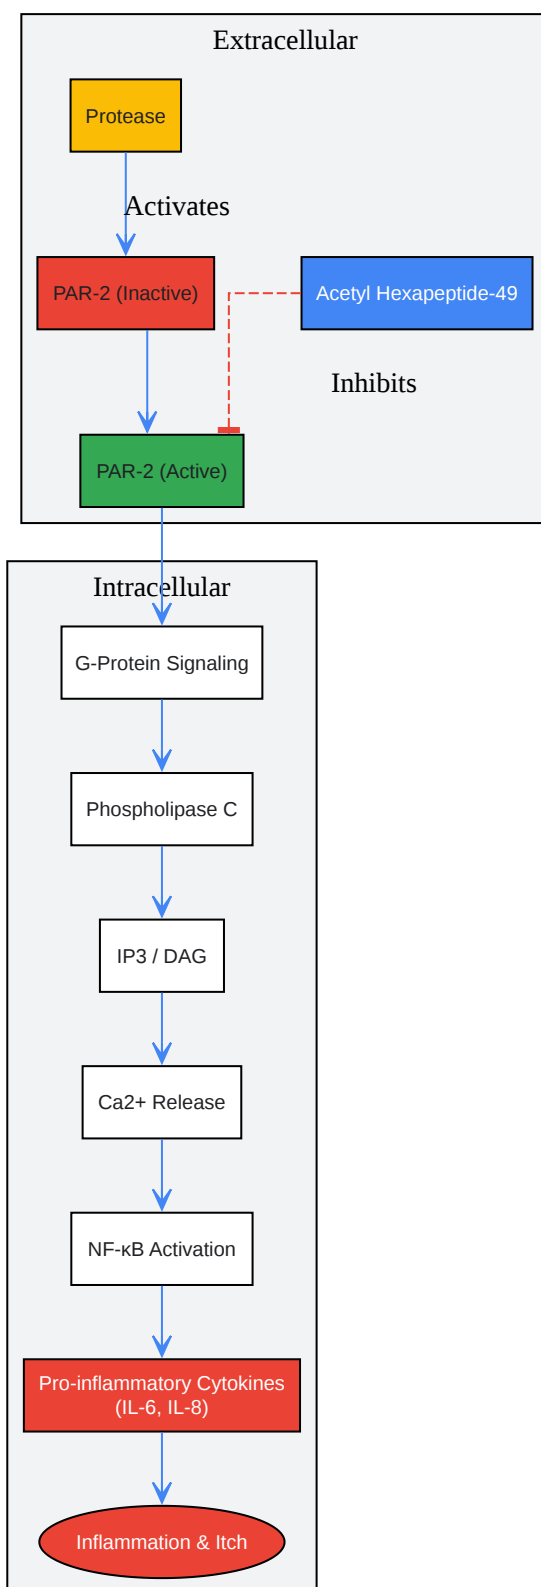 Extracellular
Protease
Activates
PAR-2 (Inactive)
Acetyl Hexapeptide-49
Inhibits
PAR-2 (Active)
Intracellular
G-Protein Signaling
Phospholipase C
IP3 / DAG
Ca2+ Release
NF-κB Activation
Pro-inflammatory Cytokines
(IL-6, IL-8)
Inflammation & Itch